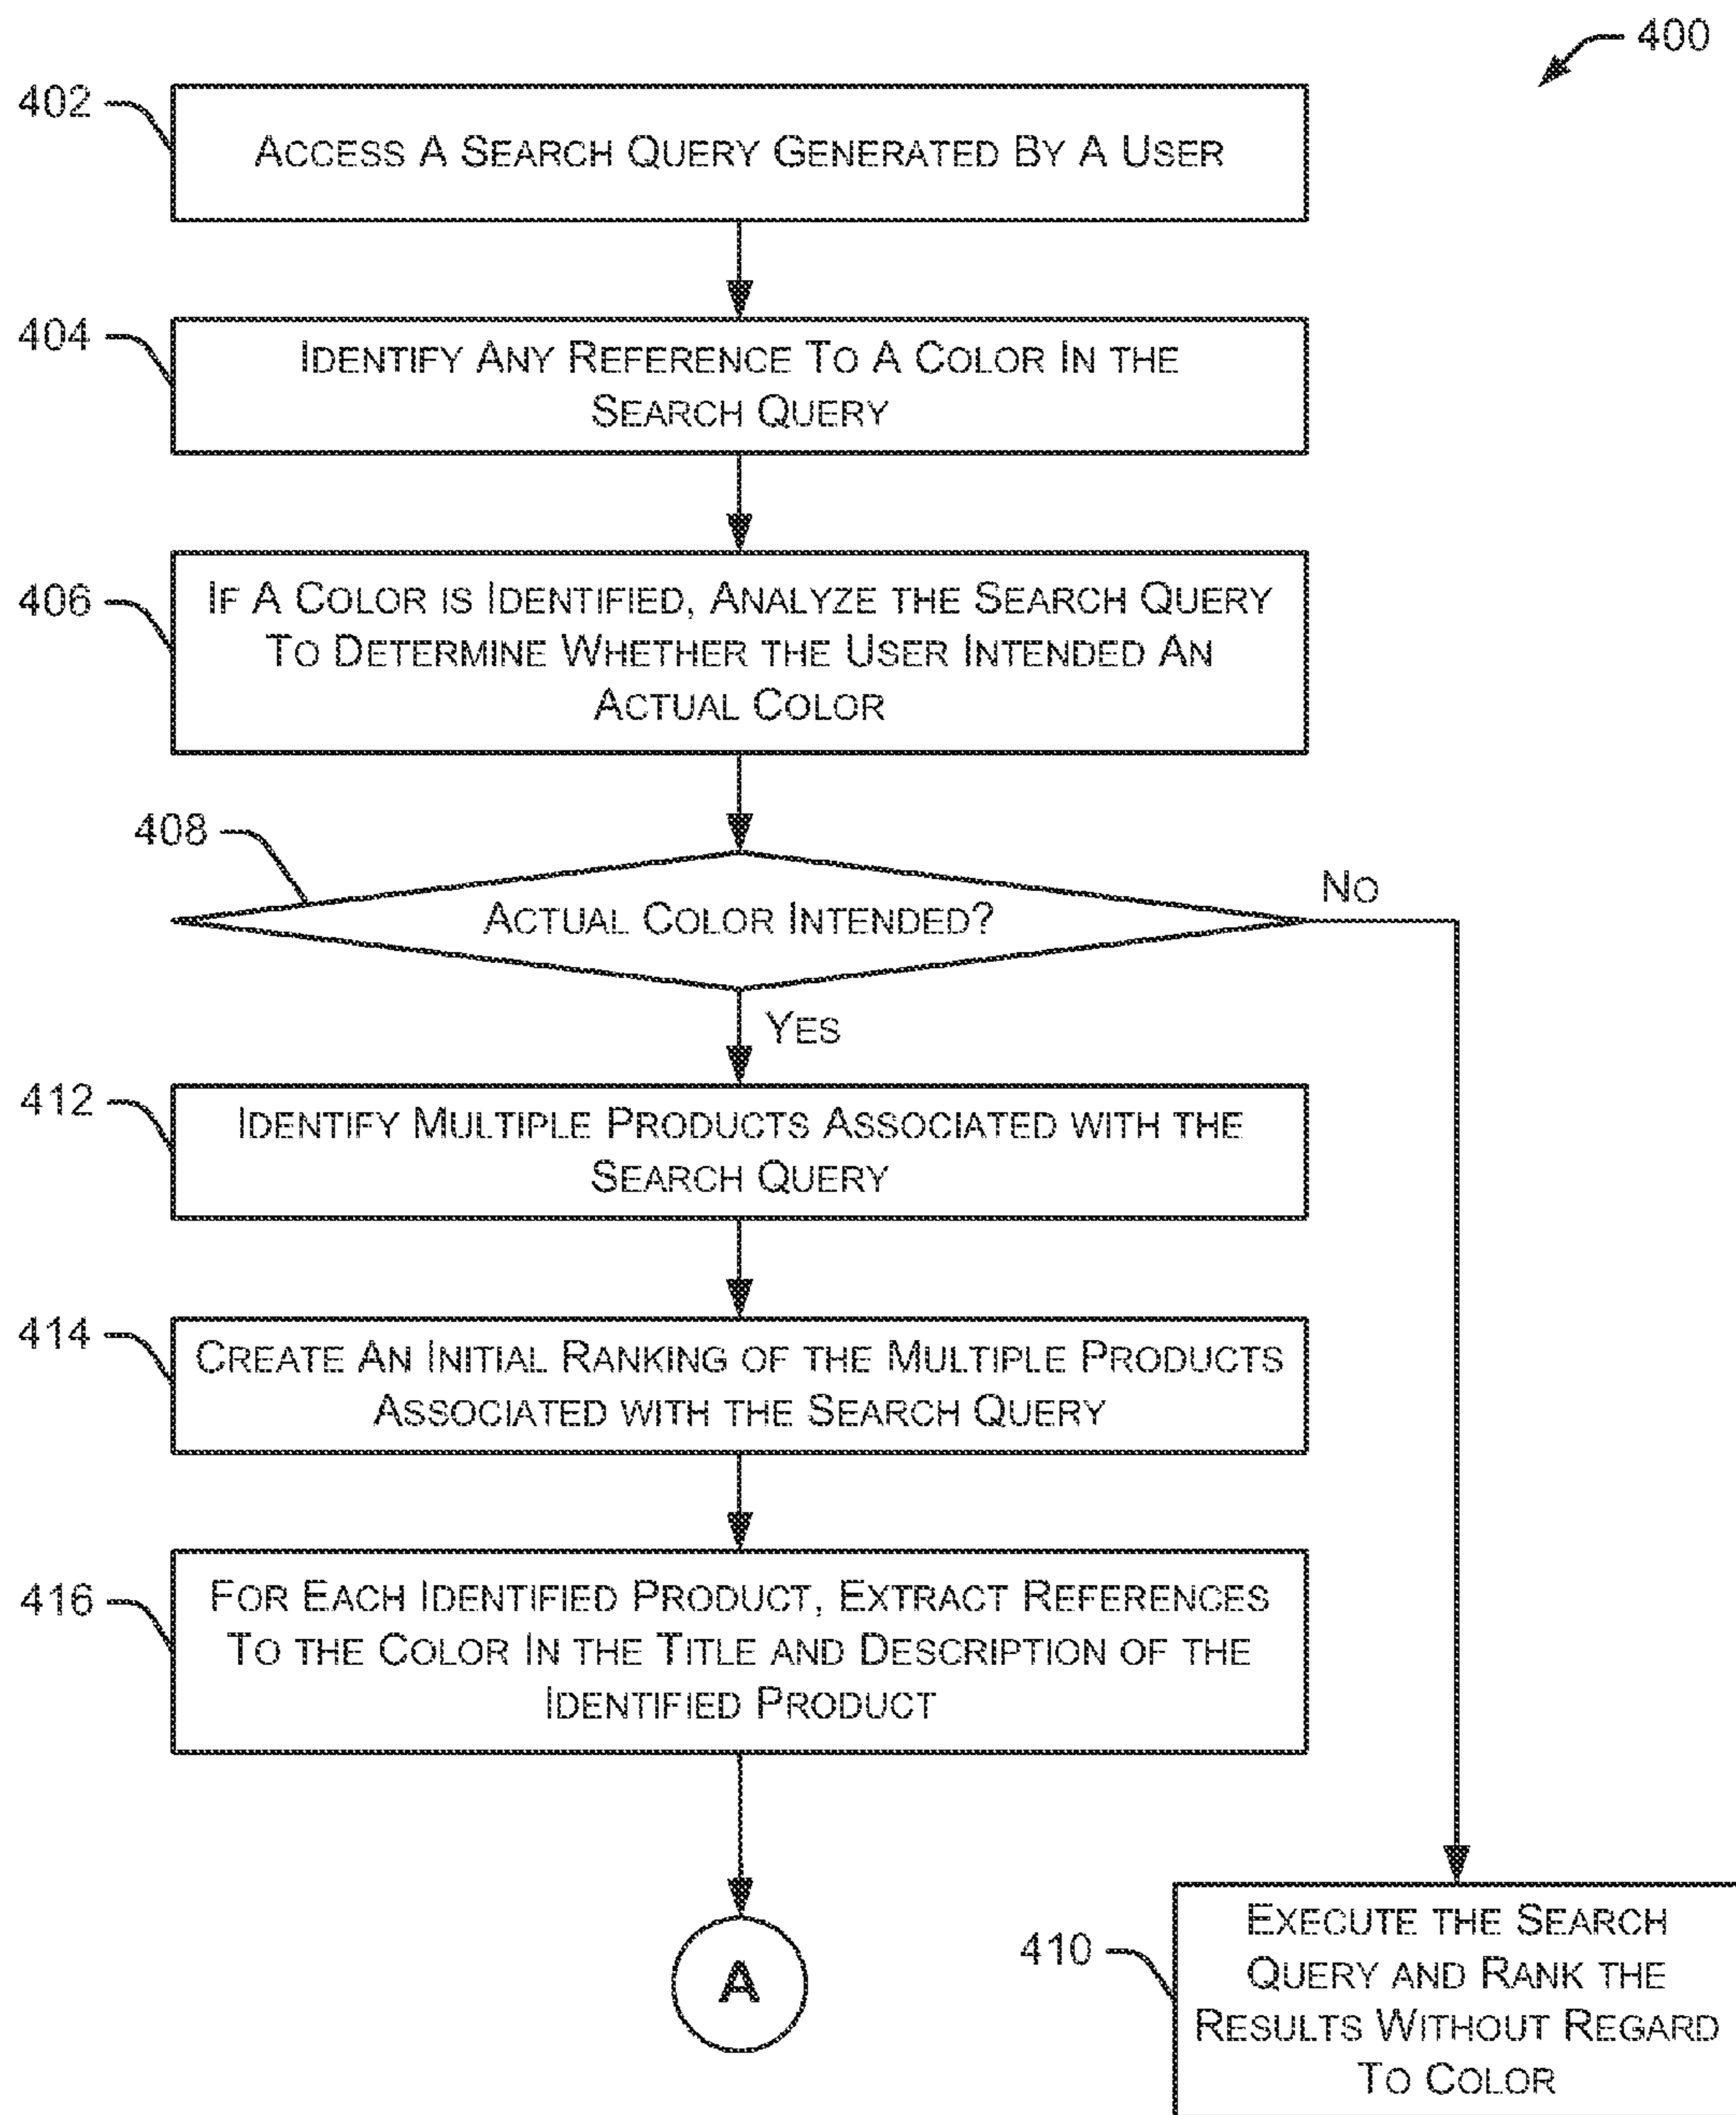 400
402
ACCESS A SEARCH QUERY GENERATED BY A USER
404
IDENTIFY ANY REFERENCE TO A COLOR IN THE
SEARCH QUERY
406
IF A COLOR IS IDENTIFIED, ANALYZE THE SEARCH QUERY
TO DETERMINE WHETHER THE USER INTENDED AN
ACTUAL COLOR
408
ACTUAL COLOR INTENDED?
NO
YES
412
IDENTIFY MULTIPLE PRODUCTS ASSOCIATED WITH THE
SEARCH QUERY
414
CREATE AN INITIAL RANKING OF THE MULTIPLE PRODUCTS
ASSOCIATED WITH THE SEARCH QUERY
416
FOR EACH IDENTIFIED PRODUCT, EXTRACT REFERENCES
TO THE COLOR IN THE TITLE AND DESCRIPTION OF THE
IDENTIFIED PRODUCT
A
410
EXECUTE THE SEARCH
QUERY AND RANK THE
RESULTS WITHOUT REGARD
TO COLOR